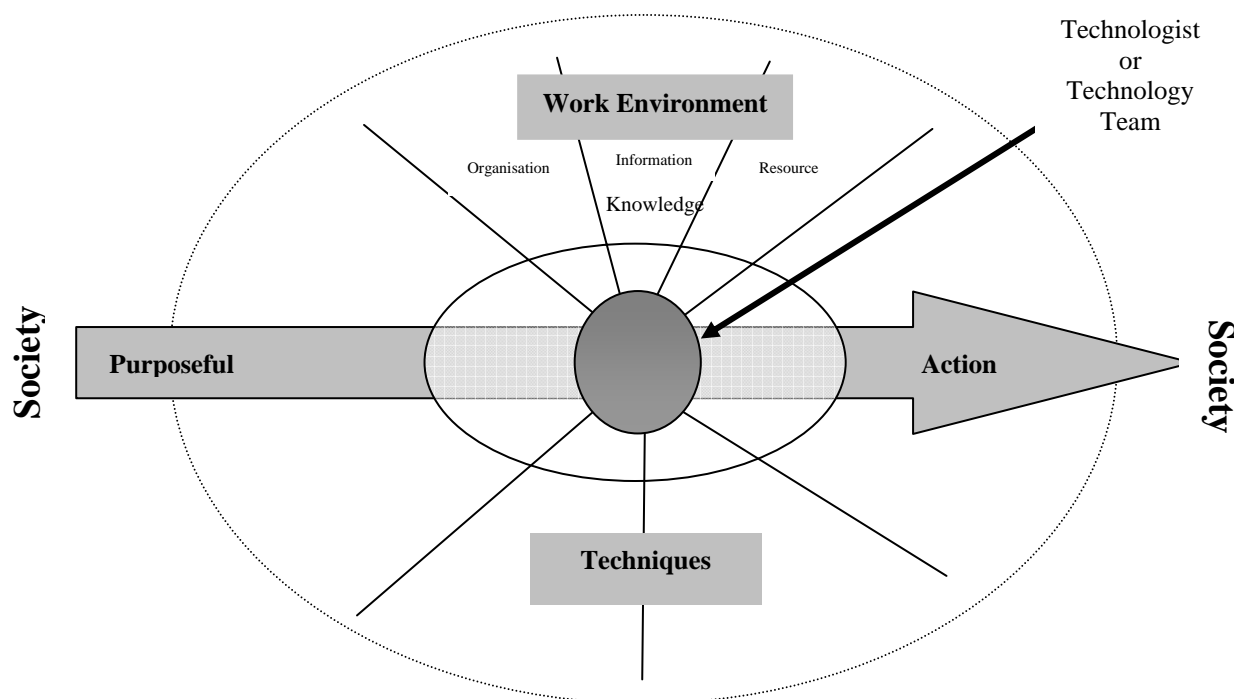 Technologist
or
Technology
Team
Work Environment
Organisation
Information
Resource
Knowledge
Society
Purposeful
Action
Society
Techniques